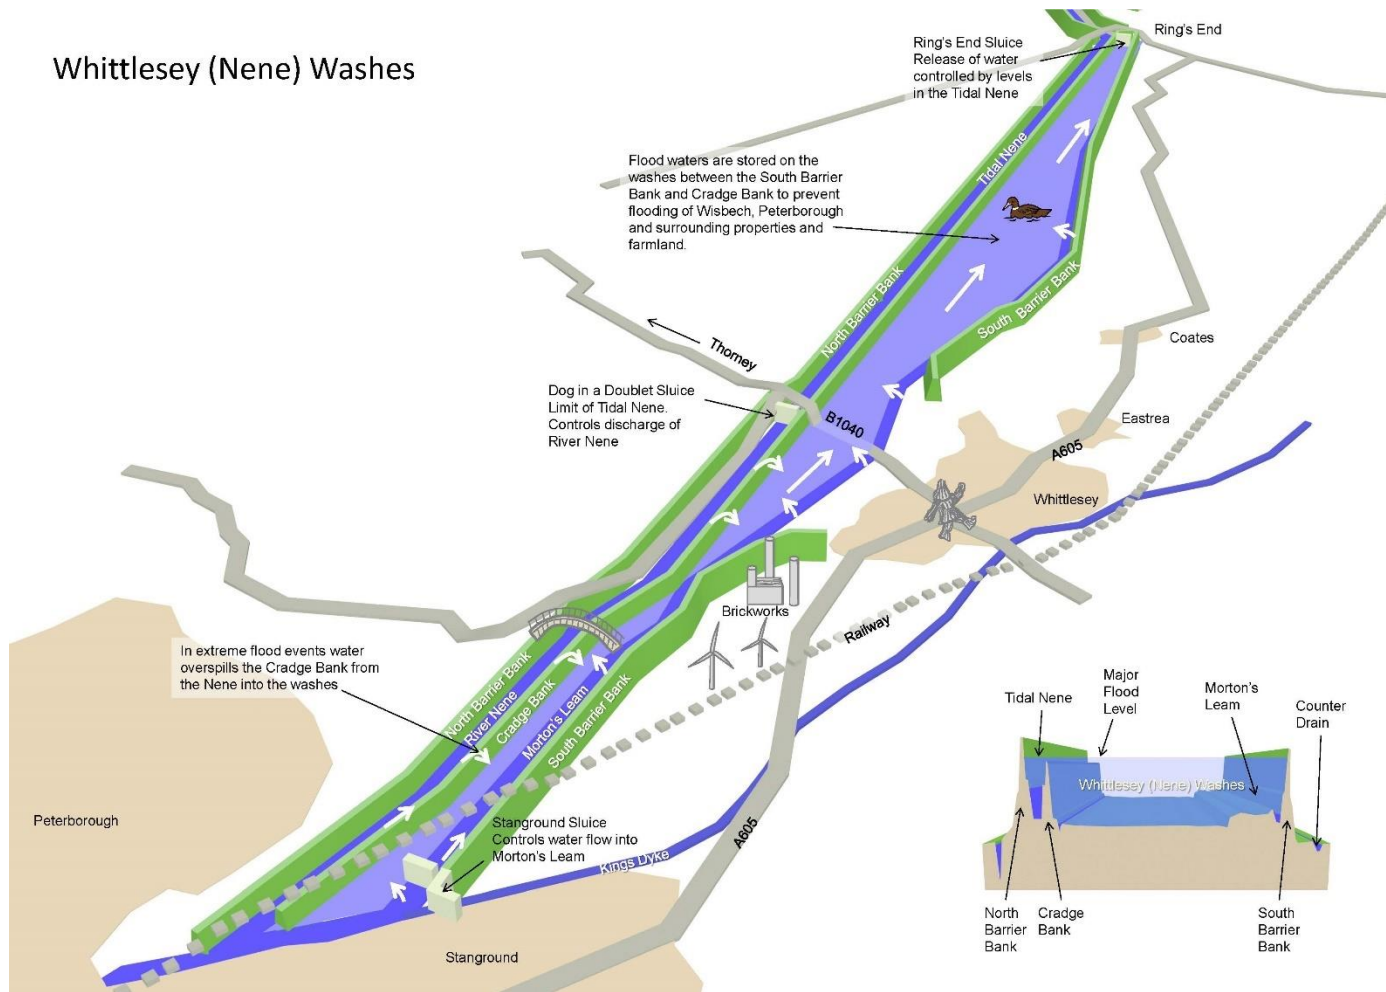 Whittlesey (Nene) Washes
Ring's End
Ring's End Sluice
Release of water
controlled by levels
in the Tidal Nene
Tidal Nene
Flood waters are stored on the
washes between the South Barrier
Bank and Cradge Bank to prevent
flooding of Wisbech, Peterborough
and surrounding properties and
farmland.
North Barrier Bank
South Barrier Bank
Thorney
Coates
Dog in a Doublet Sluice
Limit of Tidal Nene.
Controls discharge of
River Nene
B1040
Eastrea
A605
Whittlesey
Brickworks
Railway
In extreme flood events water
overspills the Cradge Bank from
the Nene into the washes
North Barrier Bank
River Nene
Cradge Bank
Morton's Leam
South Barrier Bank
Peterborough
Stanground Sluice
Controls water flow into
Morton's Leam
Kings Dyke
A605
Stanground
Tidal Nene
Major
Flood
Level
Morton's
Leam
Counter
Drain
Whittlesey (Nene) Washes
North
Barrier
Bank
Cradge
Bank
South
Barrier
Bank